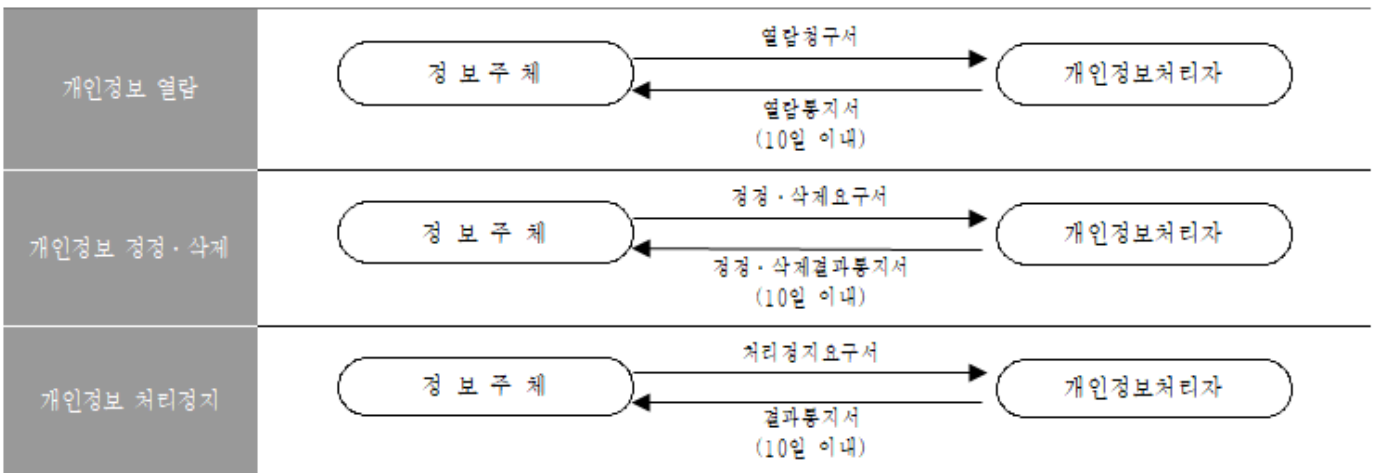 개인정보 열람
정 보 주 체
열람청구서
개인정보처리자
열람통지서
(10일 이내)
개인정보 정정·삭제
정 보 주 체
정정·삭제요구서
개인정보처리자
정정·삭제결과통지서
(10일 이내)
개인정보 처리정지
정 보 주 체
처리정지요구서
개인정보처리자
결과통지서
(10일 이내)